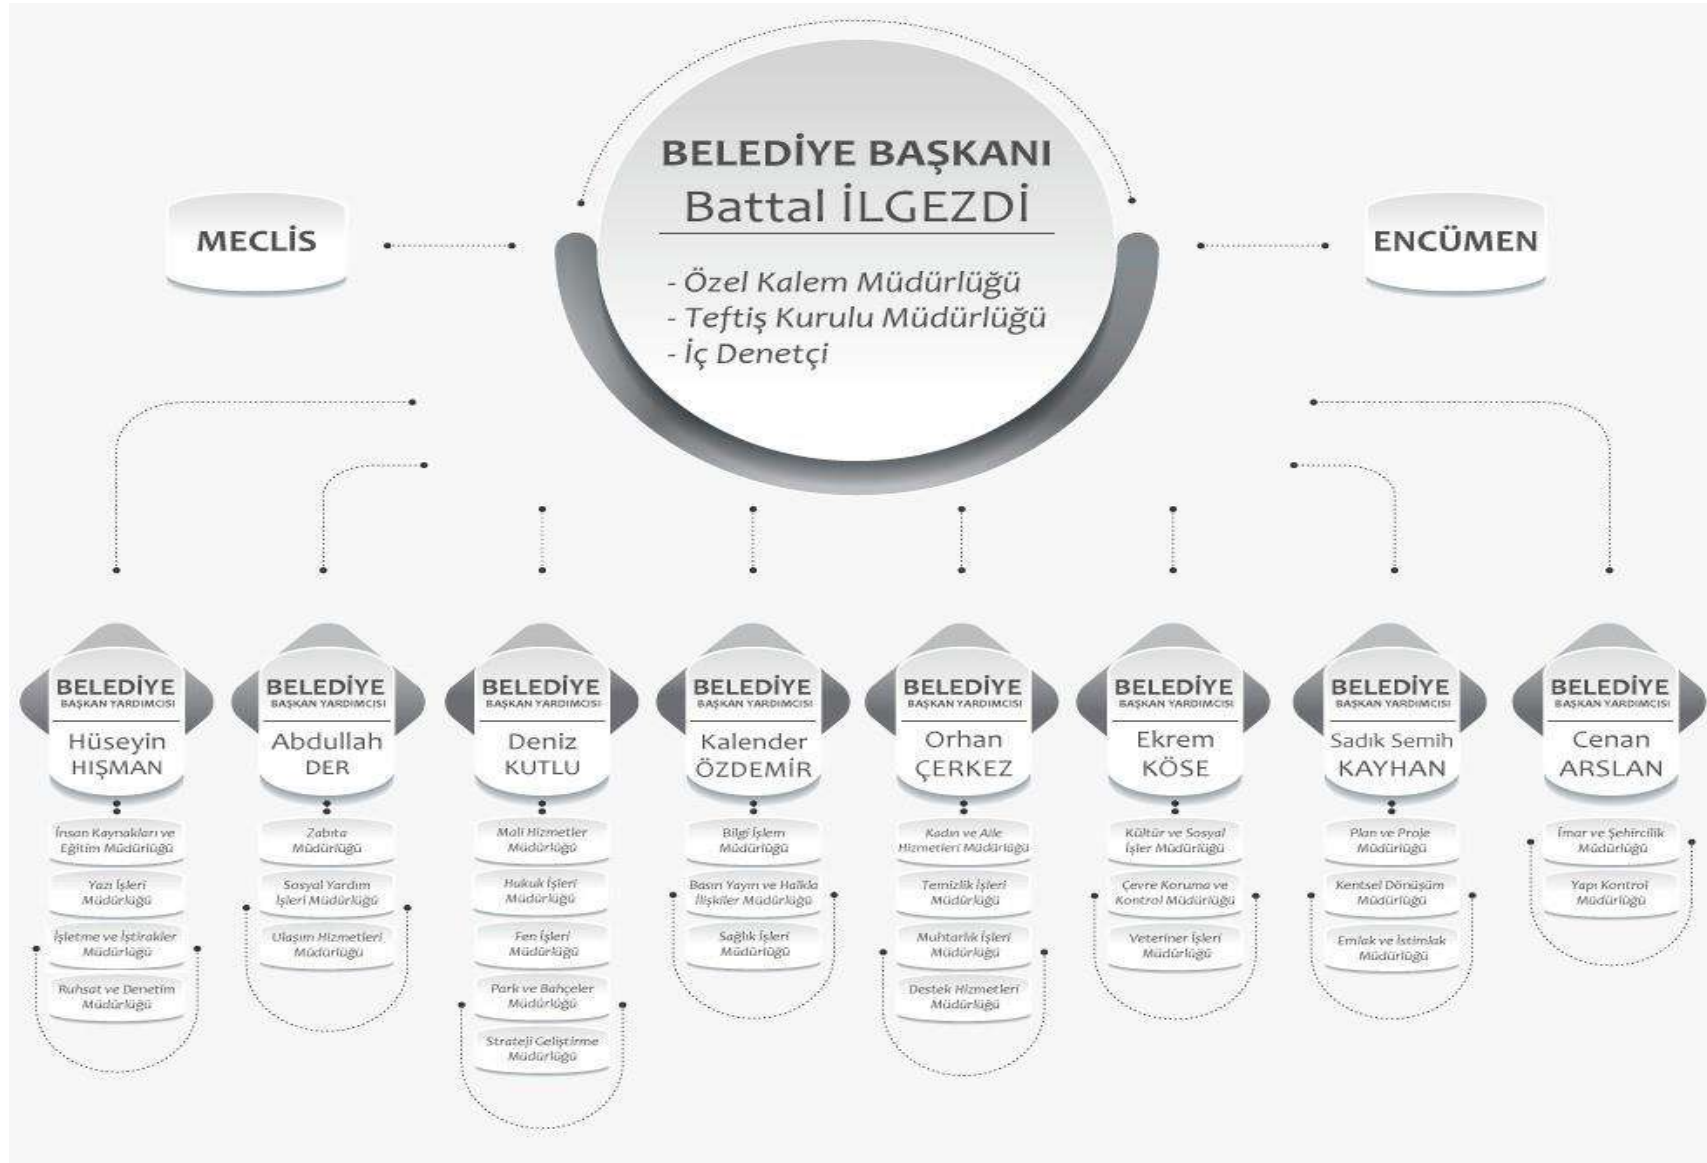 BELEDİYE BAŞKANI
Battal İLGEZDİ
- Özel Kalem Müdürlüğü
- Teftiş Kurulu Müdürlüğü
- İç Denetçi
MECLİS
ENCÜMEN
BELEDİYE
BAŞKAN YARDIMCISI
Hüseyin
HIŞMAN
İnsan Kaynakları ve
Eğitim Müdürlüğü
Yazı İşleri
Müdürlüğü
İşletme ve İştirakler
Müdürlüğü
Ruhsat ve Denetim
Müdürlüğü
BELEDİYE
BAŞKAN YARDIMCISI
Abdullah
DER
Zabıta
Müdürlüğü
Sosyal Yardım
İşleri Müdürlüğü
Ulaşım Hizmetleri
Müdürlüğü
BELEDİYE
BAŞKAN YARDIMCISI
Deniz
KUTLU
Mali Hizmetler
Müdürlüğü
Hukuk İşleri
Müdürlüğü
Fen İşleri
Müdürlüğü
Park ve Bahçeler
Müdürlüğü
Strateji Geliştirme
Müdürlüğü
BELEDİYE
BAŞKAN YARDIMCISI
Kalender
ÖZDEMİR
Bilgi İşlem
Müdürlüğü
Basın Yayın ve Halkla
İlişkiler Müdürlüğü
Sağlık İşleri
Müdürlüğü
BELEDİYE
BAŞKAN YARDIMCISI
Orhan
ÇERKEZ
Kadın ve Aile
Hizmetleri Müdürlüğü
Temizlik İşleri
Müdürlüğü
Muhtarlık İşleri
Müdürlüğü
Destek Hizmetleri
Müdürlüğü
BELEDİYE
BAŞKAN YARDIMCISI
Ekrem
KÖSE
Kültür ve Sosyal
İşler Müdürlüğü
Çevre Koruma ve
Kontrol Müdürlüğü
Veteriner İşleri
Müdürlüğü
BELEDİYE
BAŞKAN YARDIMCISI
Sadık Semih
KAYHAN
Plan ve Proje
Müdürlüğü
Kentsel Dönüşüm
Müdürlüğü
Emlak ve İstimlak
Müdürlüğü
BELEDİYE
BAŞKAN YARDIMCISI
Cenan
ARSLAN
İmar ve Şehircilik
Müdürlüğü
Yapı Kontrol
Müdürlüğü